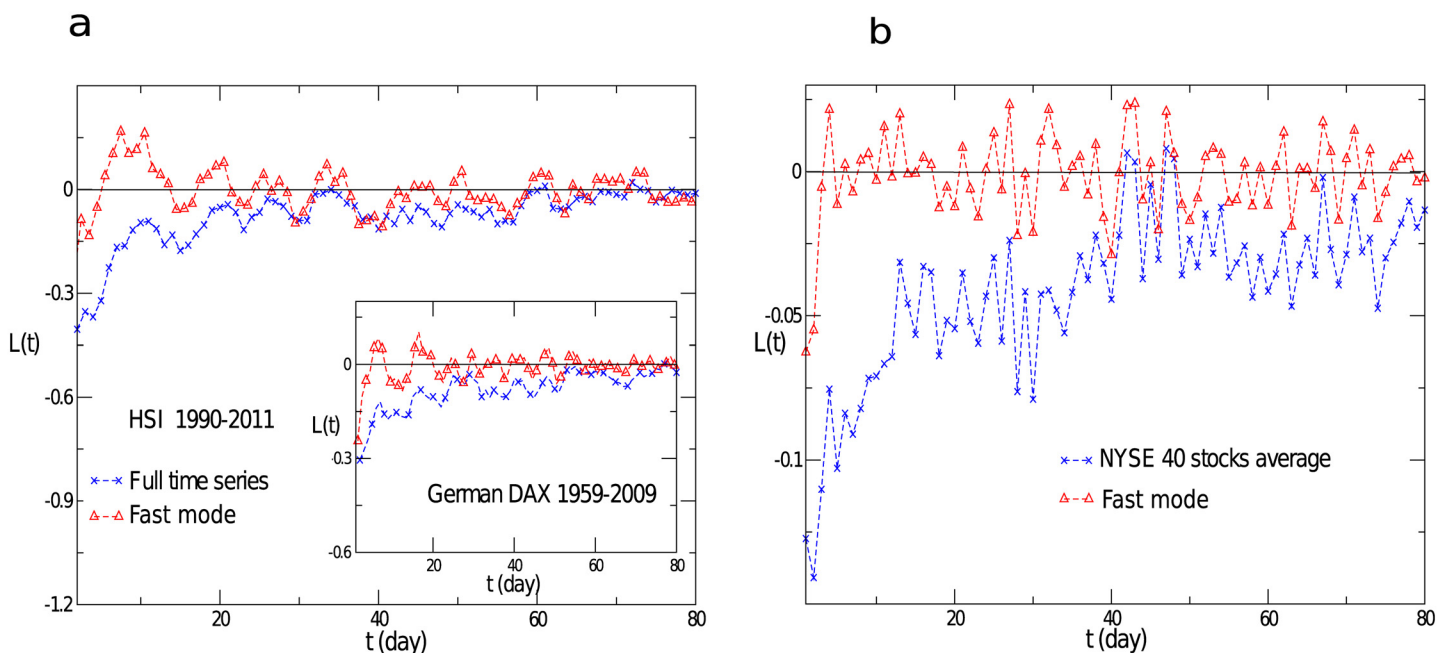 a
b
0
-0.3
-0.6
-0.9
-1.2
L(t)
20
40
60
80
t (day)
HSI 1990-2011
Full time series
Fast mode
0
-0.3
-0.6
L(t)
20
40
60
80
t (day)
German DAX 1959-2009
0
-0.05
-0.1
L(t)
20
40
60
80
t (day)
NYSE 40 stocks average
Fast mode